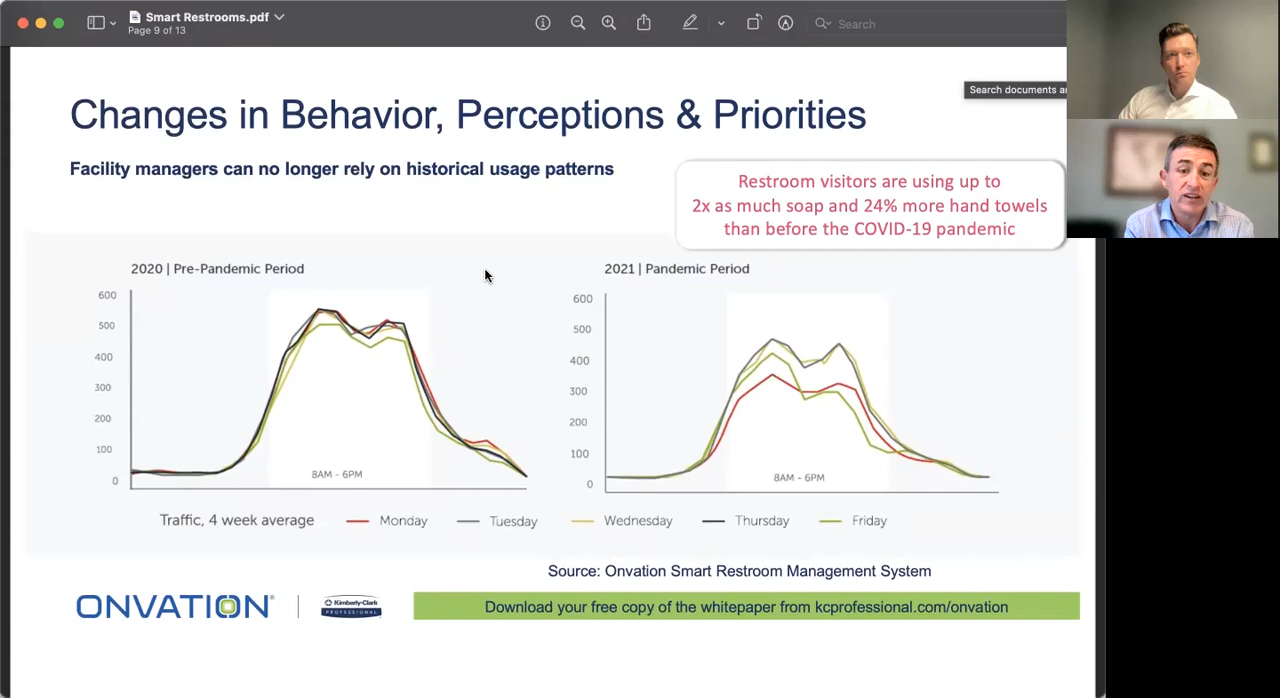 Smart Restrooms.pdf
Page 9 of 13
Search
Search documents a
Changes in Behavior, Perceptions & Priorities
Facility managers can no longer rely on historical usage patterns
Restroom visitors are using up to
2x as much soap and 24% more hand towels
than before the COVID-19 pandemic
2020 | Pre-Pandemic Period
600
500
400
300
200
100
0
8AM - 6PM
2021 | Pandemic Period
600
500
400
300
200
100
0
8AM - 6PM
Traffic, 4 week average
Monday
Tuesday
Wednesday
Thursday
Friday
Source: Onvation Smart Restroom Management System
ONVATION®
Kimberly-Clark
PROFESSIONAL
Download your free copy of the whitepaper from kcprofessional.com/onvation